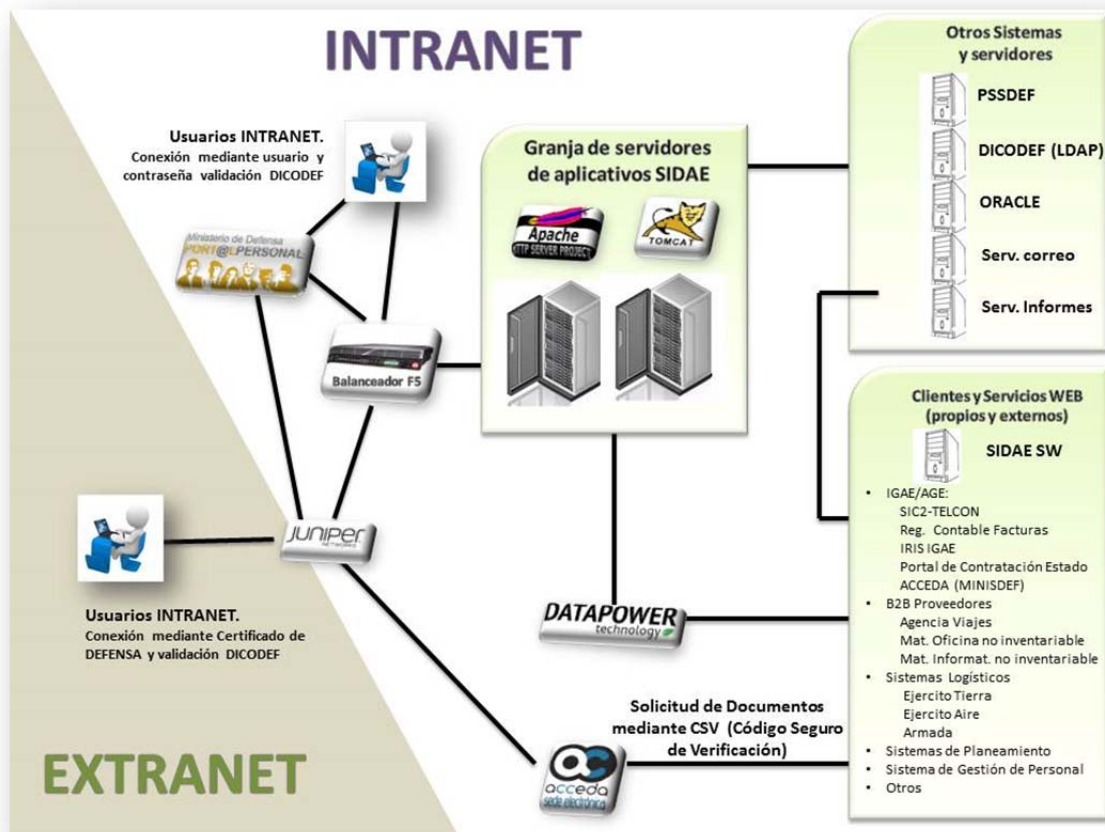 INTRANET
Usuarios INTRANET.
Conexión mediante usuario y
contraseña validación DICODEF
Ministerio de Defensa
PORT@LPERSONAL
Balanceador F5
Granja de servidores
de aplicativos SIDAE
Apache
HTTP SERVER PROJECT
TOMCAT
Otros Sistemas
y servidores
PSSDEF
DICODEF (LDAP)
ORACLE
Serv. correo
Serv. Informes
Clientes y Servicios WEB
(propios y externos)
SIDAE SW
• IGAE/AGE:
SIC2-TELCON
Reg. Contable Facturas
IRIS IGAE
Portal de Contratación Estado
ACCEDA (MINISDEF)
• B2B Proveedores
Agencia Viajes
Mat. Oficina no inventariable
Mat. Informat. no inventariable
• Sistemas Logísticos
Ejercito Tierra
Ejercito Aire
Armada
• Sistemas de Planeamiento
• Sistema de Gestión de Personal
• Otros
JUNIPER
NETWORKS
Usuarios INTRANET.
Conexión mediante Certificado de
DEFENSA y validación DICODEF
DATAPOWER
technology
Solicitud de Documentos
mediante CSV (Código Seguro
de Verificación)
acceda
sede electrónica
EXTRANET